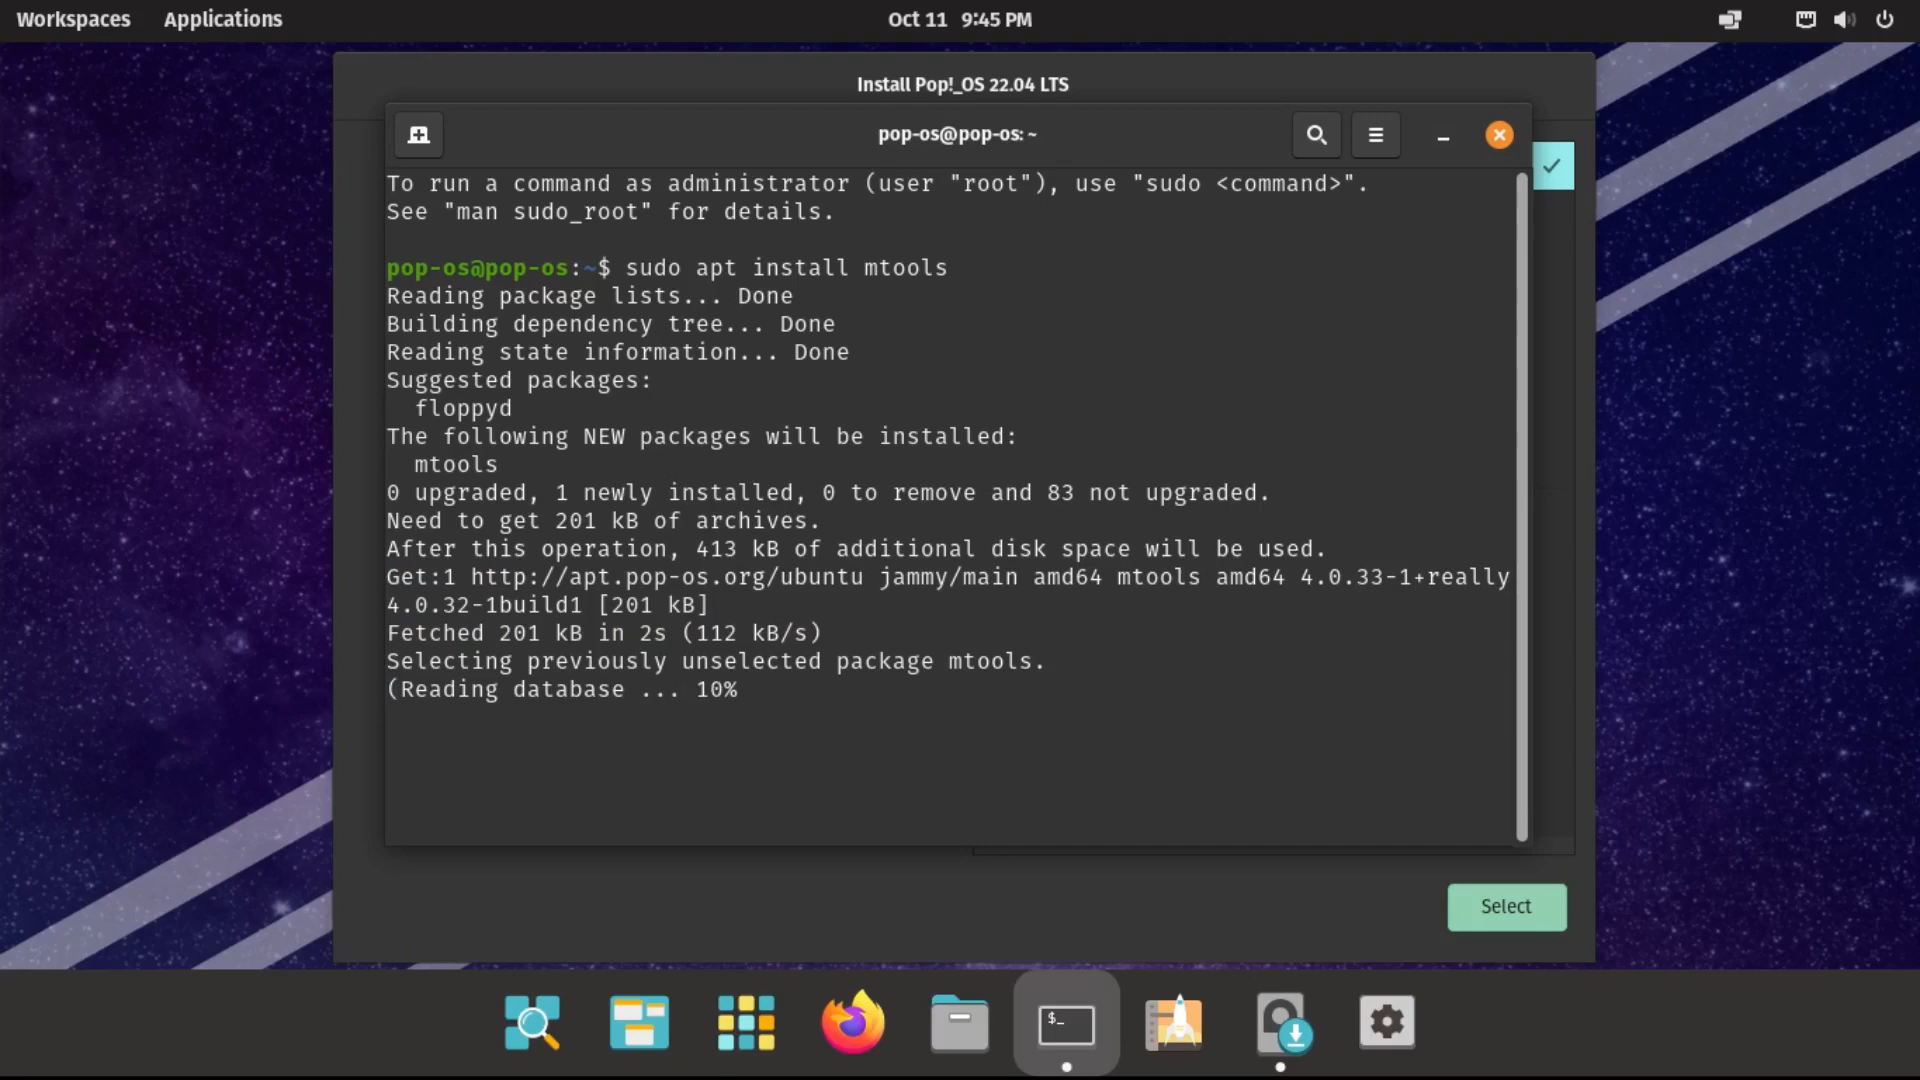 Workspaces Applications Oct 11 9:45 PM
Install Pop!_OS 22.04 LTS
pop-os@pop-os: ~
To run a command as administrator (user "root"), use "sudo <command>".
See "man sudo_root" for details.
pop-os@pop-os:~$ sudo apt install mtools
Reading package lists... Done
Building dependency tree... Done
Reading state information... Done
Suggested packages:
  floppyd
The following NEW packages will be installed:
  mtools
0 upgraded, 1 newly installed, 0 to remove and 83 not upgraded.
Need to get 201 kB of archives.
After this operation, 413 kB of additional disk space will be used.
Get:1 http://apt.pop-os.org/ubuntu jammy/main amd64 mtools amd64 4.0.33-1+really
4.0.32-1build1 [201 kB]
Fetched 201 kB in 2s (112 kB/s)
Selecting previously unselected package mtools.
(Reading database ... 10%
Select
$_